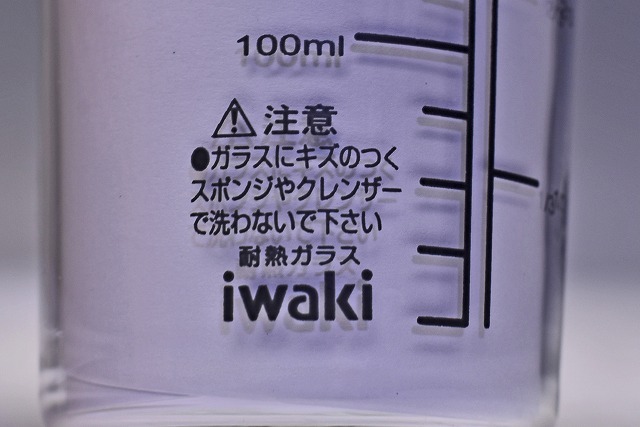 100ml
注意
●ガラスにキズのつく
スポンジやクレンザー
で洗わないで下さい
耐熱ガラス
iwaki